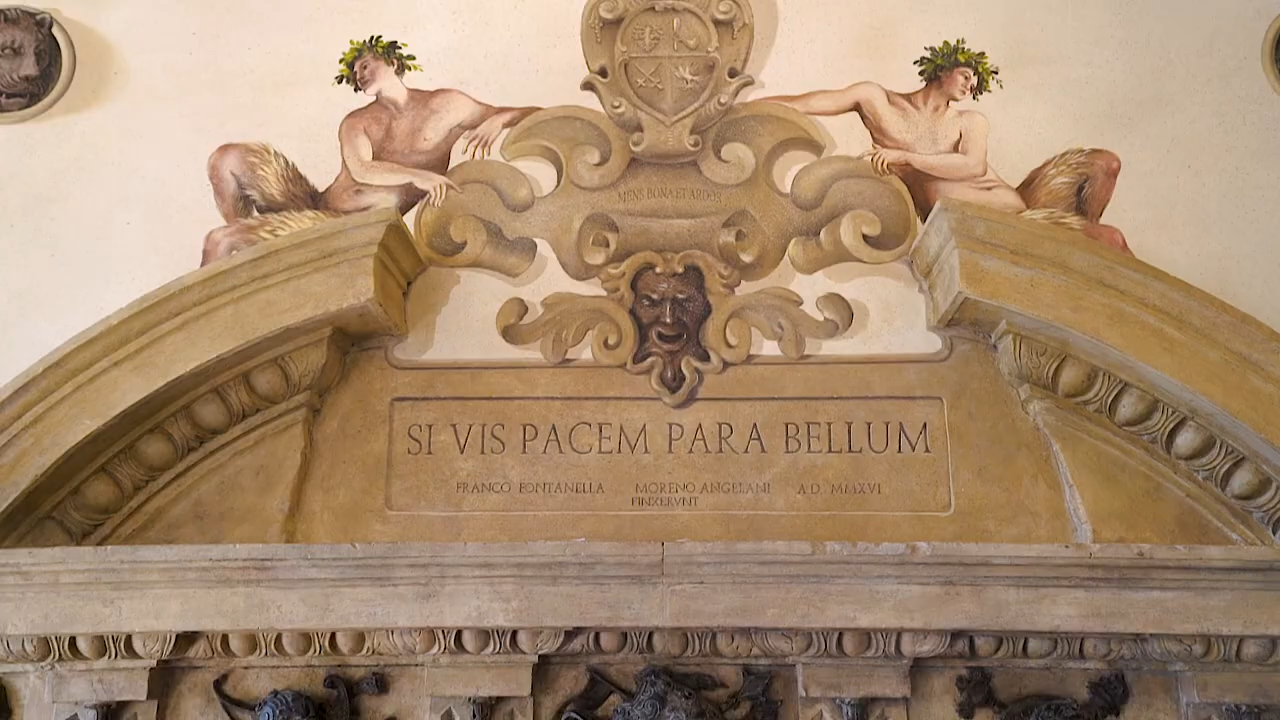 MENS BONA ET ARDOR
SI VIS PACEM PARA BELLUM
FRANCO FONTANELLA MORENO ANGELANI A.D. MMXVI
FINXERVNT